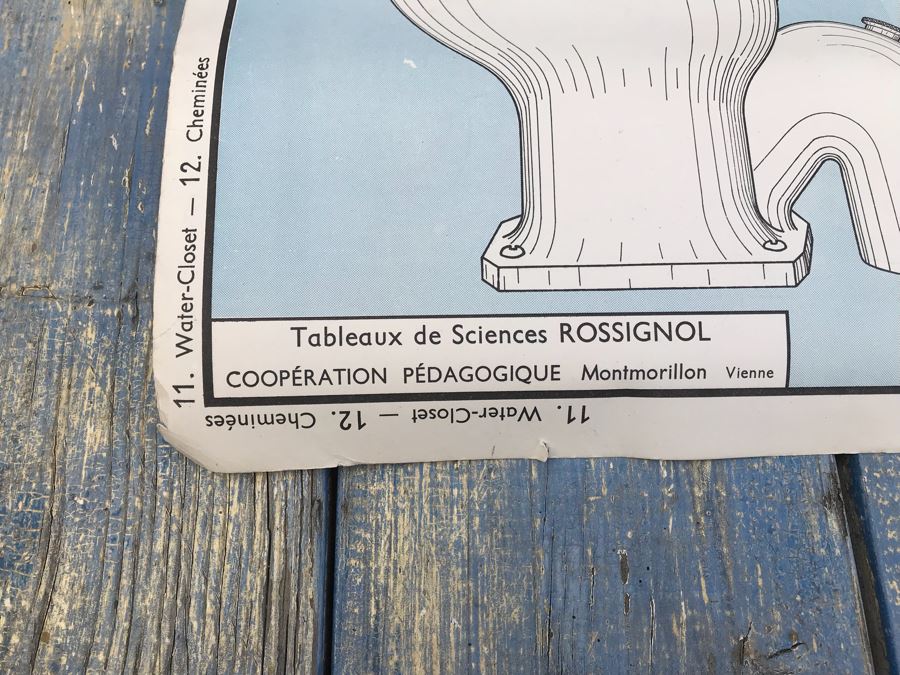 11. Water-Closet — 12. Cheminées
Tableaux de Sciences ROSSIGNOL
COOPÉRATION PÉDAGOGIQUE Montmorillon Vienne
11. Water-Closet — 12. Cheminées